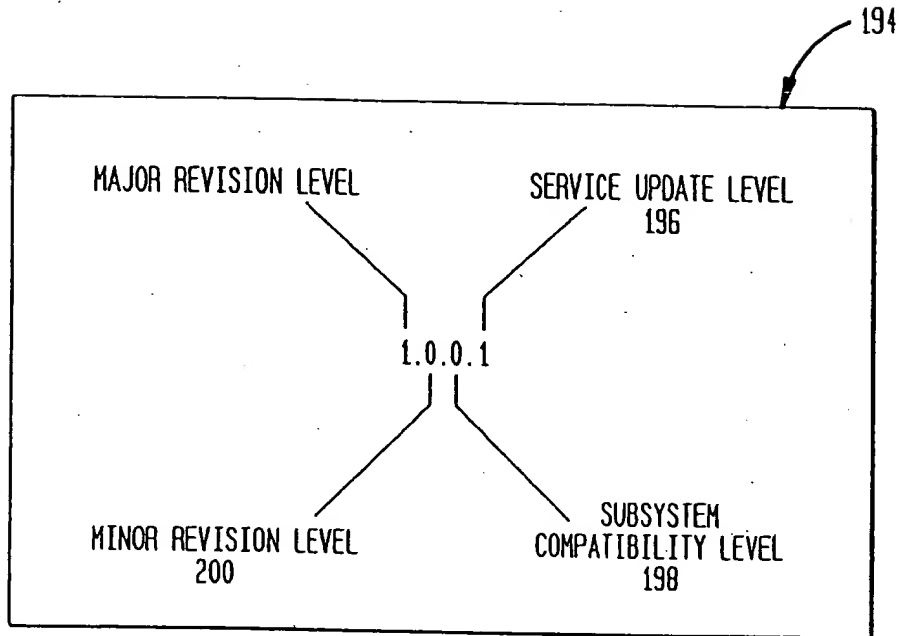 194
MAJOR REVISION LEVEL
SERVICE UPDATE LEVEL
196
1.0.0.1
MINOR REVISION LEVEL
200
SUBSYSTEM
COMPATIBILITY LEVEL
198